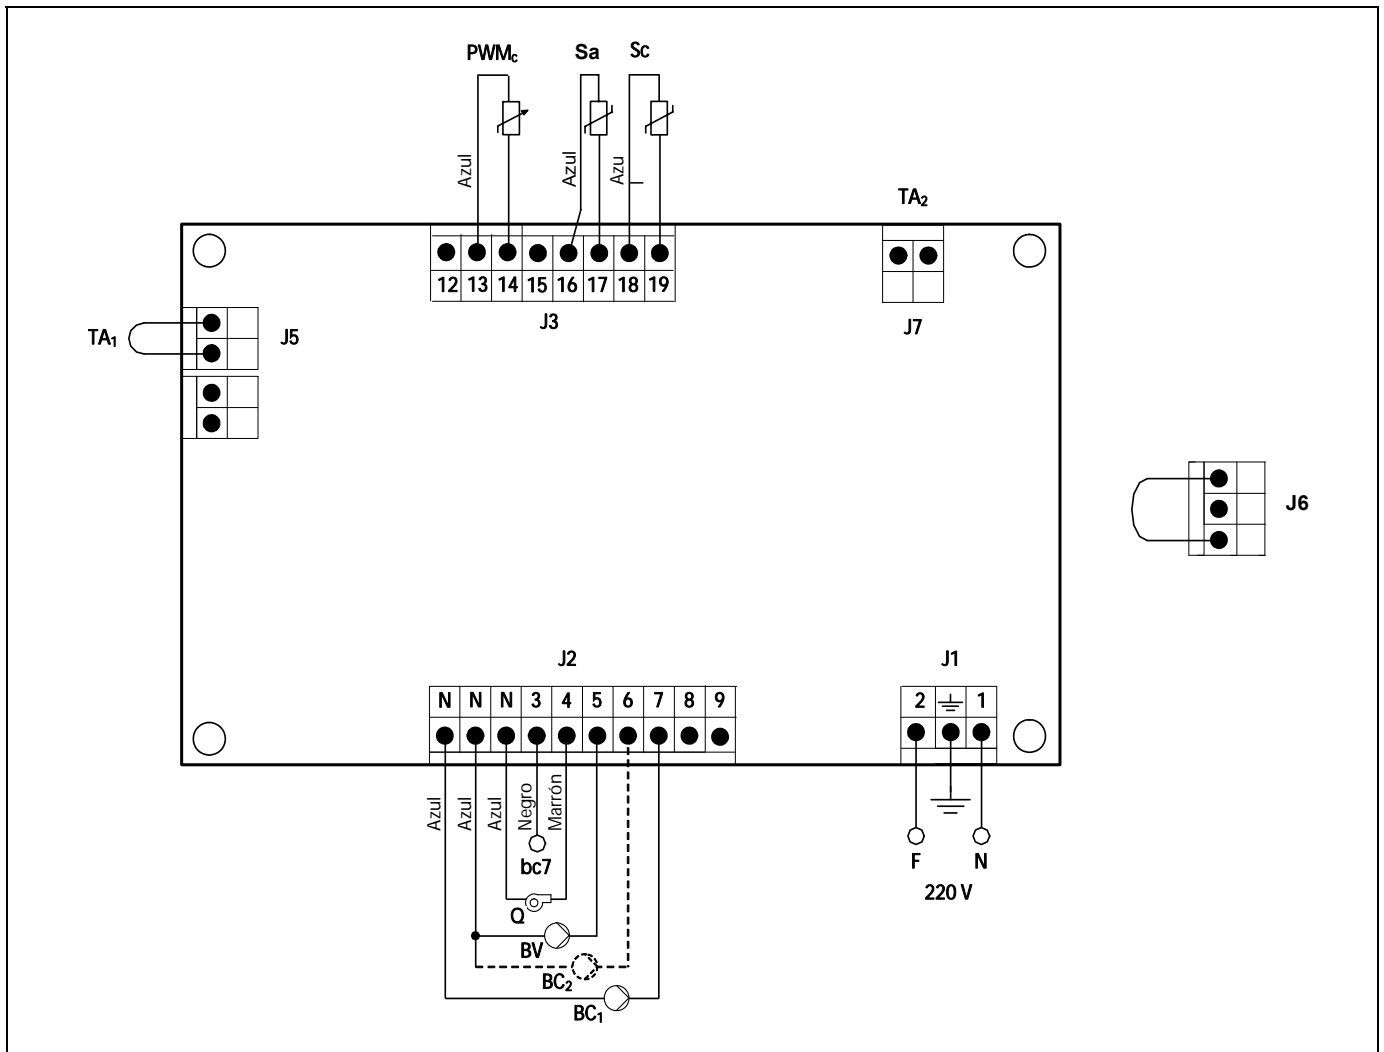 PWMc Sa Sc
Azul Azul Azul
TA2
12 13 14 15 16 17 18 19
J3
J7
TA1
J5
J6
J2
J1
N N N 3 4 5 6 7 8 9
2 1
Azul Azul Azul Negro Marrón
bc7
F N
Q
220 V
BV
BC2
BC1